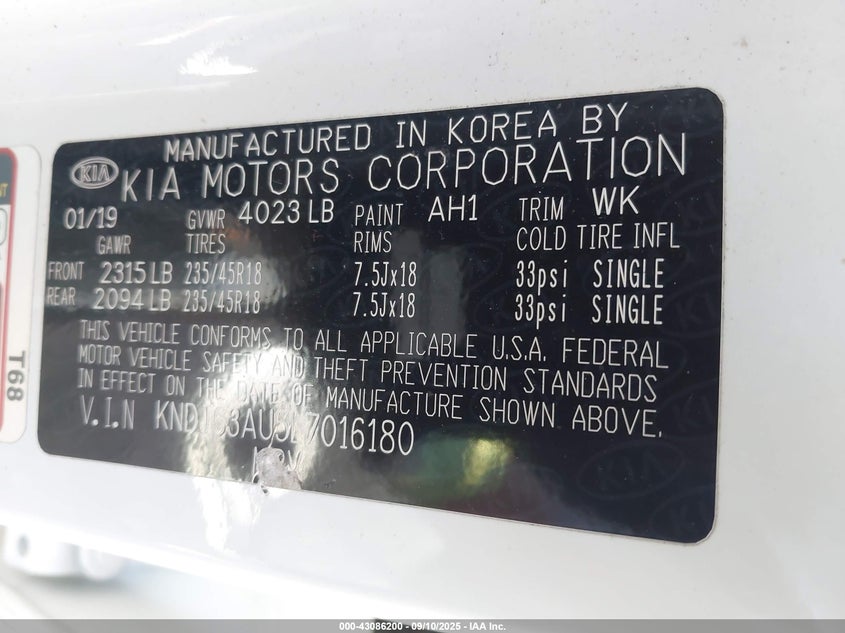 MANUFACTURED IN KOREA BY
KIA KIA MOTORS CORPORATION
01/19 GVWR 4023 LB PAINT AH1 TRIM WK
GAWR TIRES RIMS COLD TIRE INFL
FRONT 2315 LB 235/45R18 7.5Jx18 33psi SINGLE
REAR 2094 LB 235/45R18 7.5Jx18 33psi SINGLE
THIS VEHICLE CONFORMS TO ALL APPLICABLE U.S.A. FEDERAL
MOTOR VEHICLE SAFETY AND THEFT PREVENTION STANDARDS
IN EFFECT ON THE DATE OF MANUFACTURE SHOWN ABOVE.
V.I.N
T68
000-43086200 - 09/10/2025 - IAA Inc.